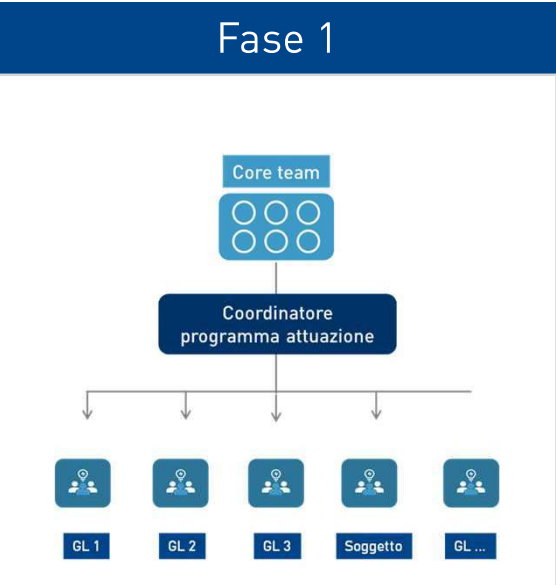 Fase 1
Core team
Coordinatore
programma attuazione
GL 1
GL 2
GL 3
Soggetto
GL ...